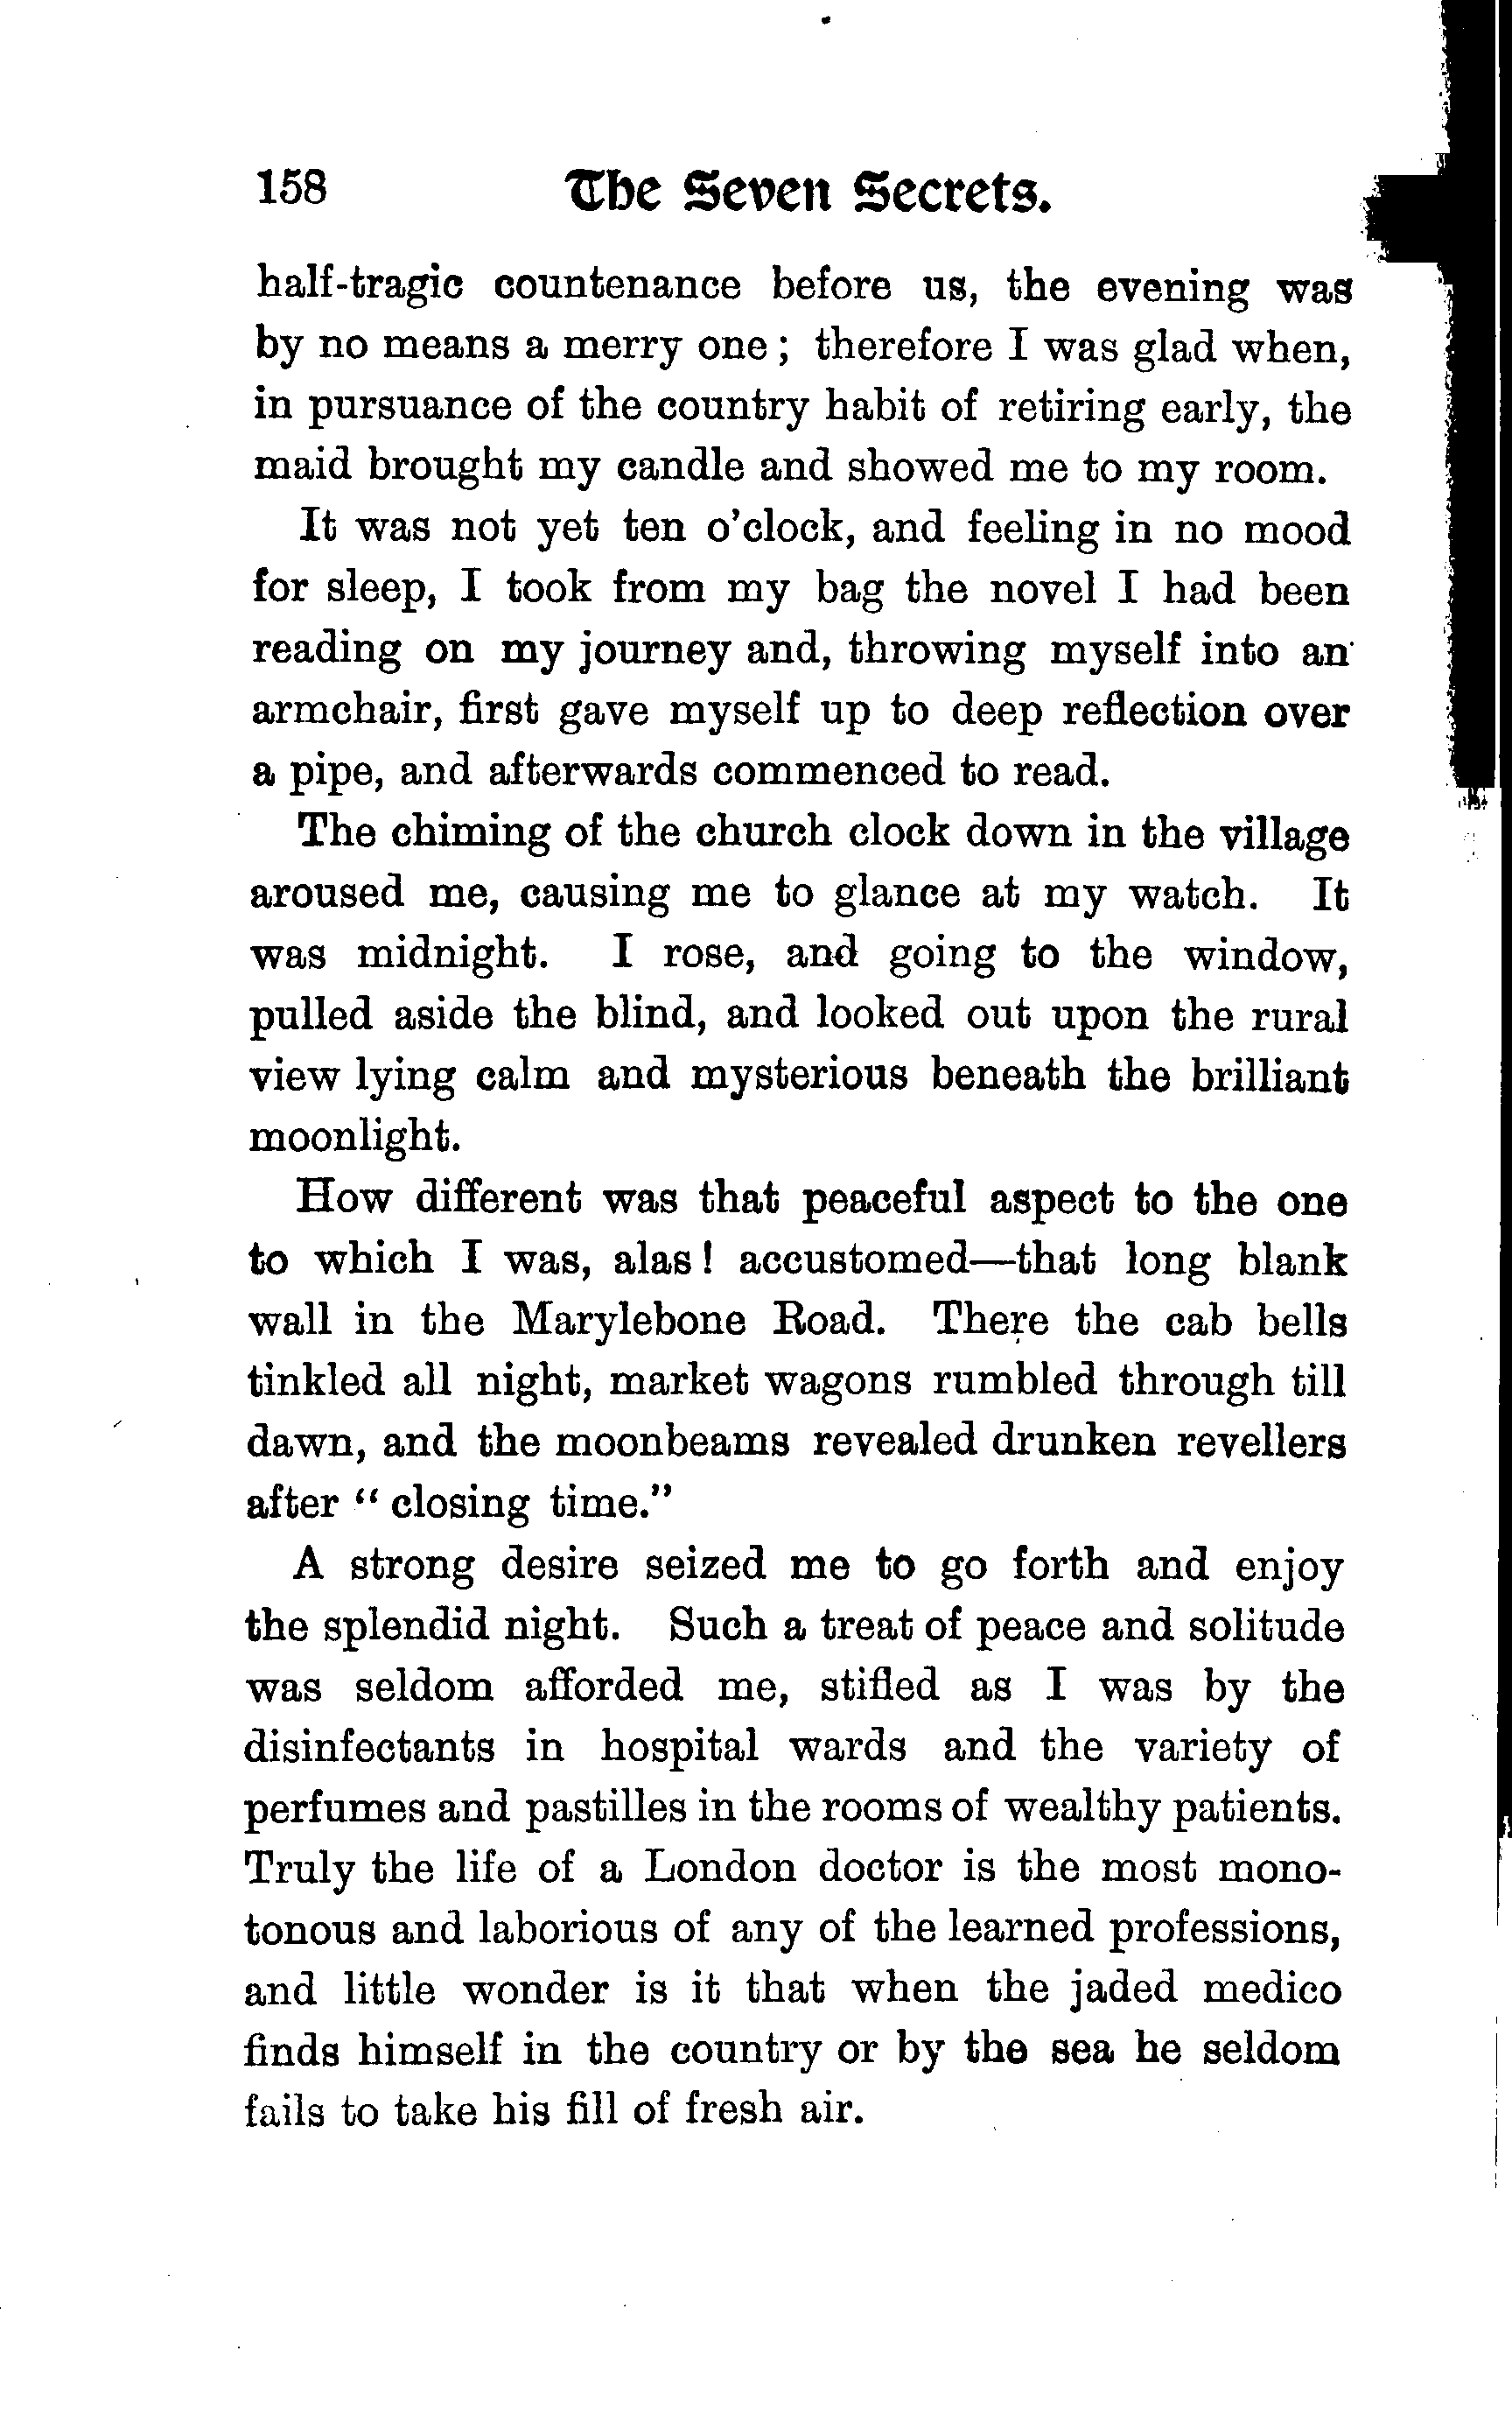 158 The Seven Secrets.
half-tragic countenance before us, the evening was
by no means a merry one ; therefore I was glad when,
in pursuance of the country habit of retiring early, the
maid brought my candle and showed me to my room.
It was not yet ten o'clock, and feeling in no mood
for sleep, I took from my bag the novel I had been
reading on my journey and, throwing myself into an
armchair, first gave myself up to deep reflection over
a pipe, and afterwards commenced to read.
The chiming of the church clock down in the village
aroused me, causing me to glance at my watch. It
was midnight. I rose, and going to the window,
pulled aside the blind, and looked out upon the rural
view lying calm and mysterious beneath the brilliant
moonlight.
How different was that peaceful aspect to the one
to which I was, alas ! accustomed—that long blank
wall in the Marylebone Road. There the cab bells
tinkled all night, market wagons rumbled through till
dawn, and the moonbeams revealed drunken revellers
after " closing time."
A strong desire seized me to go forth and enjoy
the splendid night. Such a treat of peace and solitude
was seldom afforded me, stifled as I was by the
disinfectants in hospital wards and the variety of
perfumes and pastilles in the rooms of wealthy patients.
Truly the life of a London doctor is the most mono-
tonous and laborious of any of the learned professions,
and little wonder is it that when the jaded medico
finds himself in the country or by the sea he seldom
fails to take his fill of fresh air.